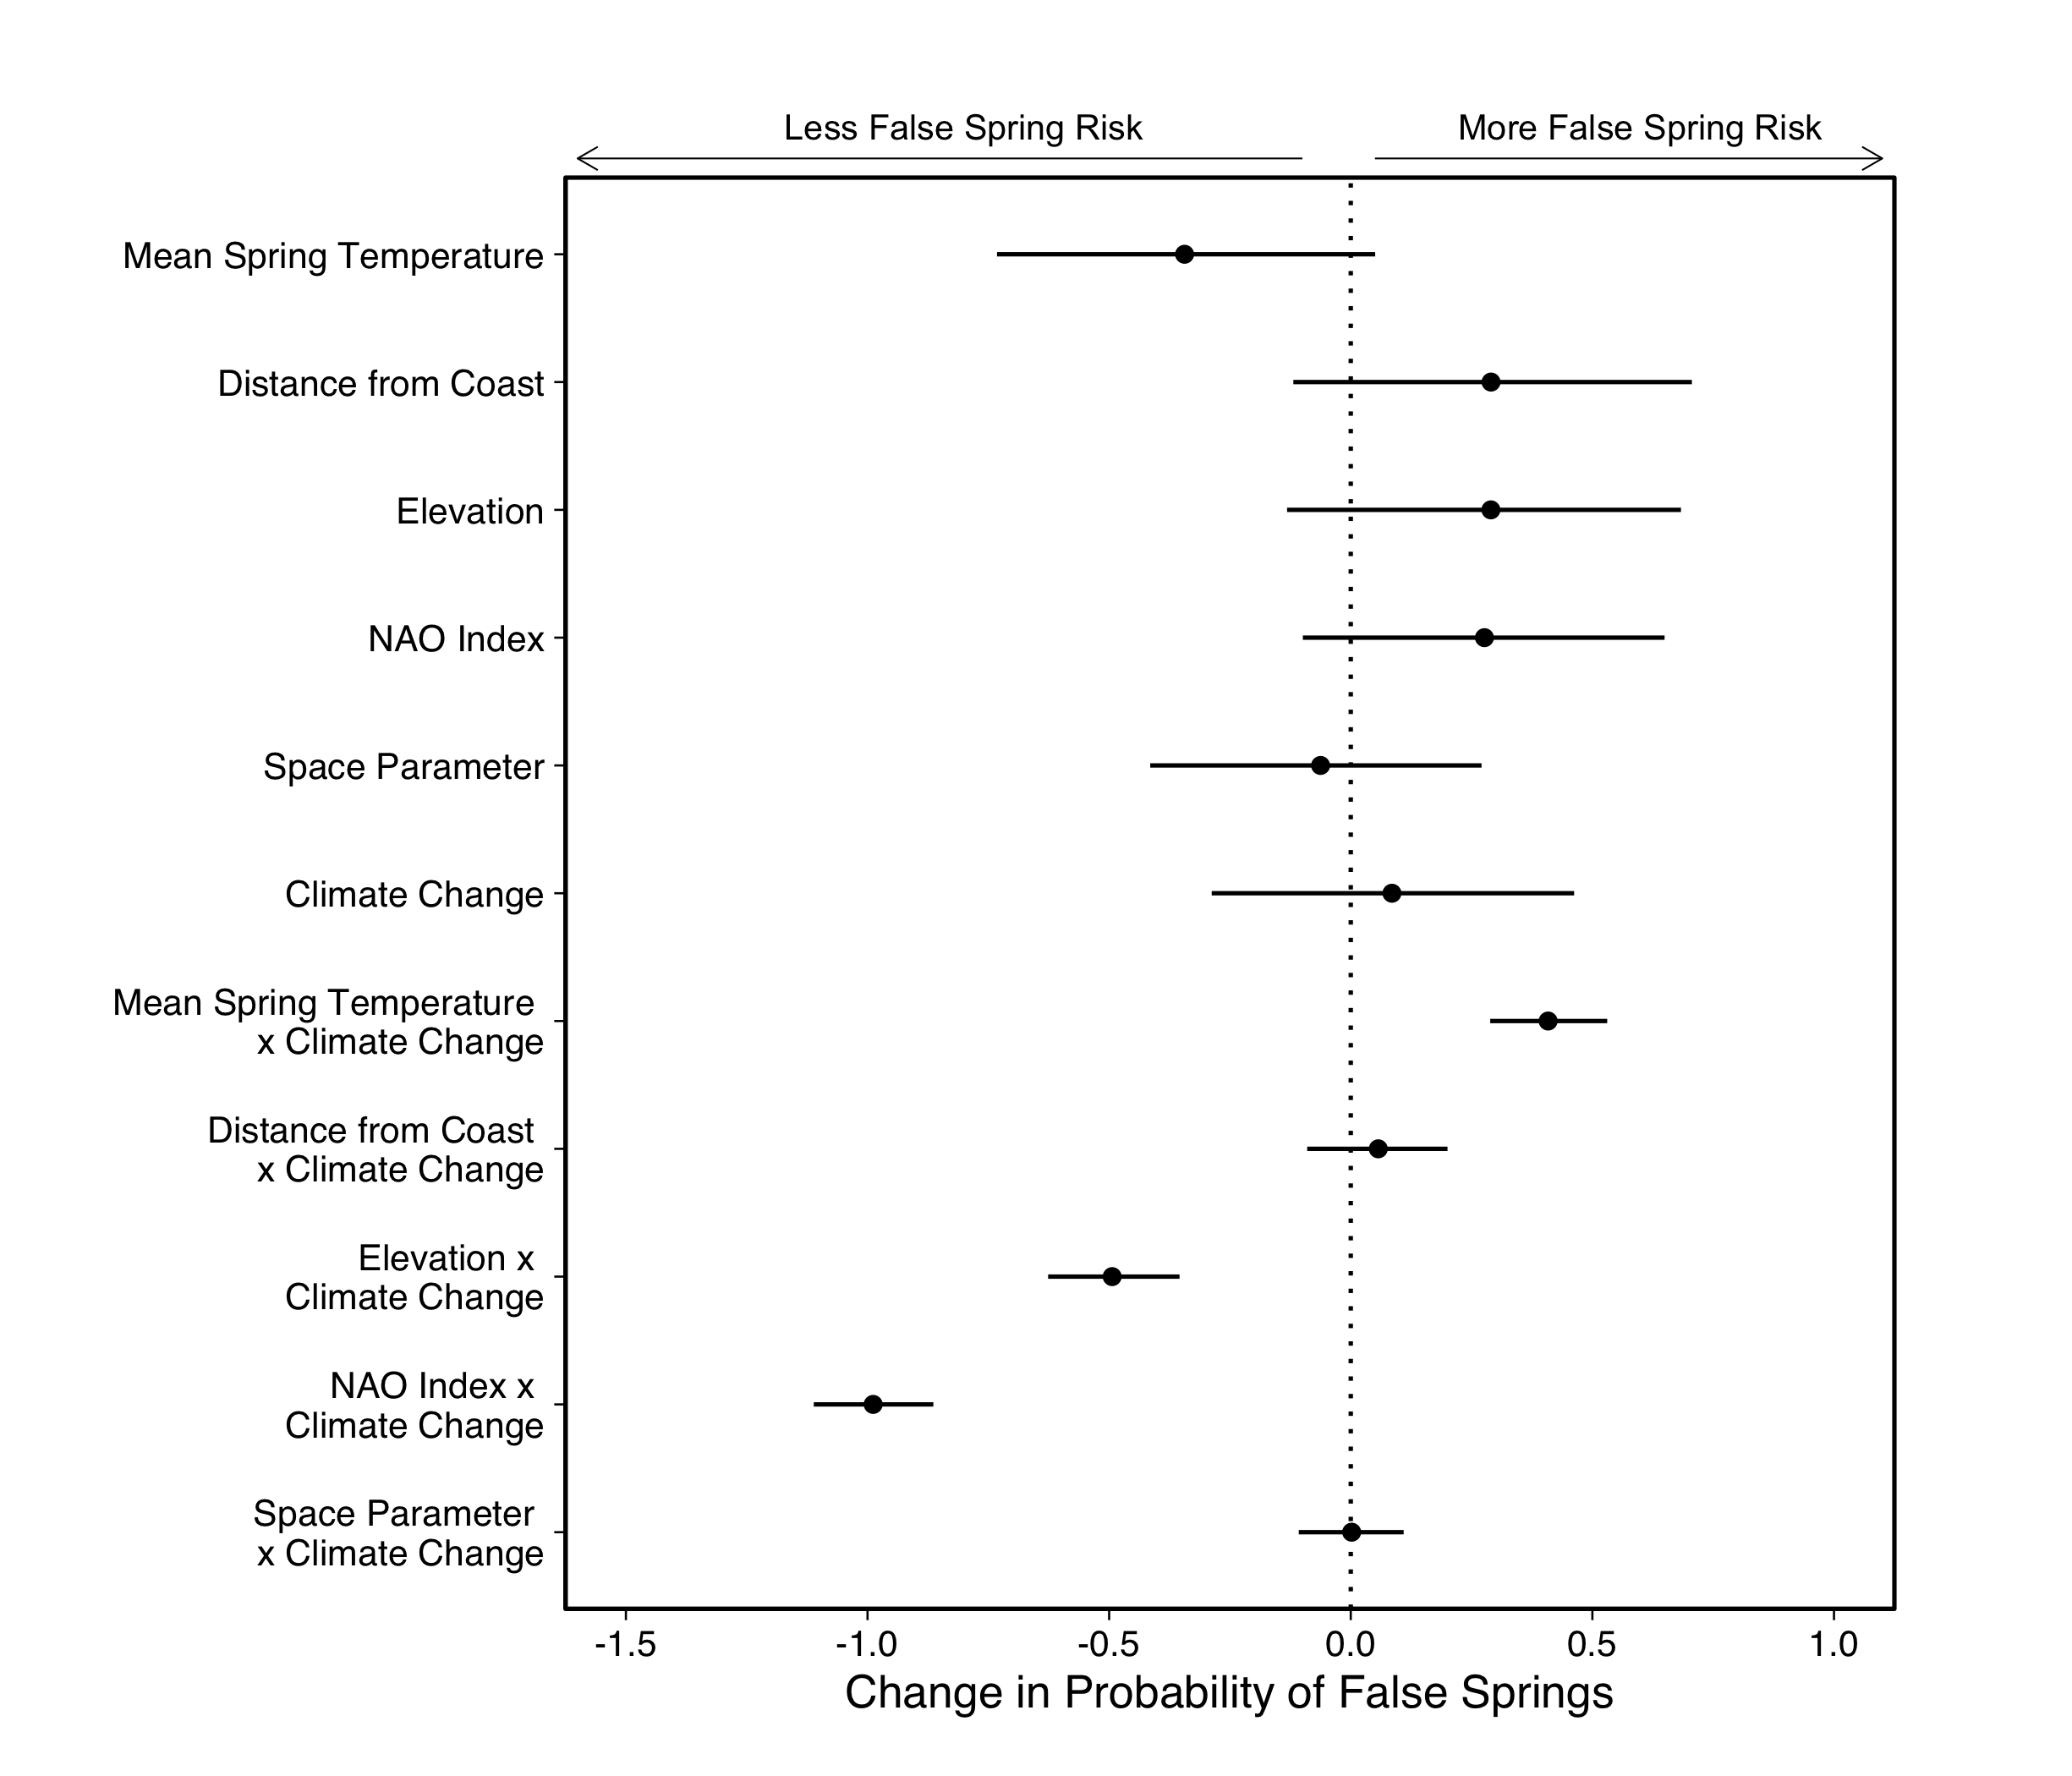 Less False Spring Risk
More False Spring Risk
Mean Spring Temperature
Distance from Coast
Elevation
NAO Index
Space Parameter
Climate Change
Mean Spring Temperature
x Climate Change
Distance from Coast
x Climate Change
Elevation x
Climate Change
NAO Index x
Climate Change
Space Parameter
x Climate Change
-1.5
-1.0
-0.5
0.0
0.5
1.0
Change in Probability of False Springs